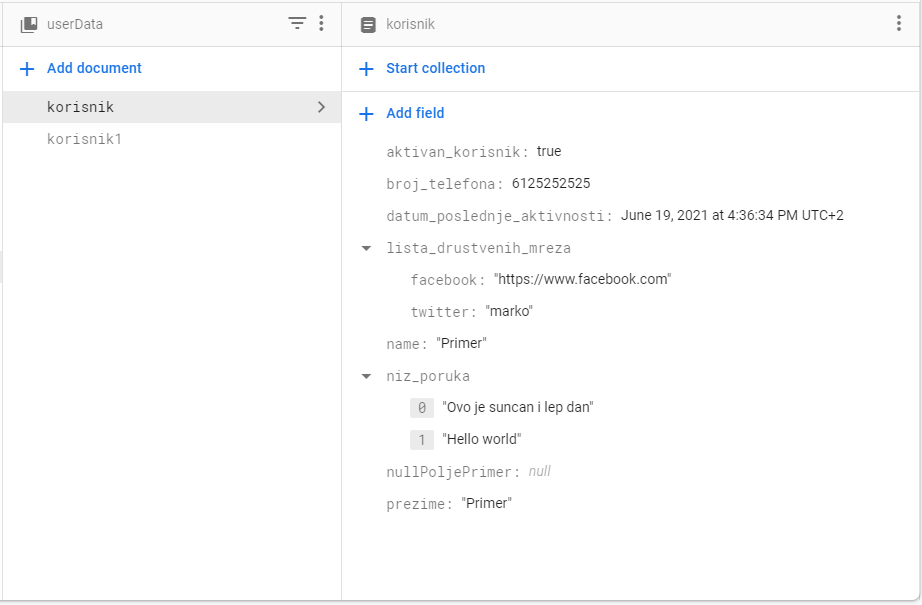 userData
Add document
korisnik
korisnik1
korisnik
Start collection
Add field
aktivan_korisnik: true
broj_telefona: 6125252525
datum_poslednje_aktivnosti: June 19, 2021 at 4:36:34 PM UTC+2
lista_drustvenih_mreza
facebook: "https://www.facebook.com"
twitter: "marko"
name: "Primer"
niz_poruka
0 "Ovo je suncan i lep dan"
1 "Hello world"
nullPoljePrimer: null
prezime: "Primer"